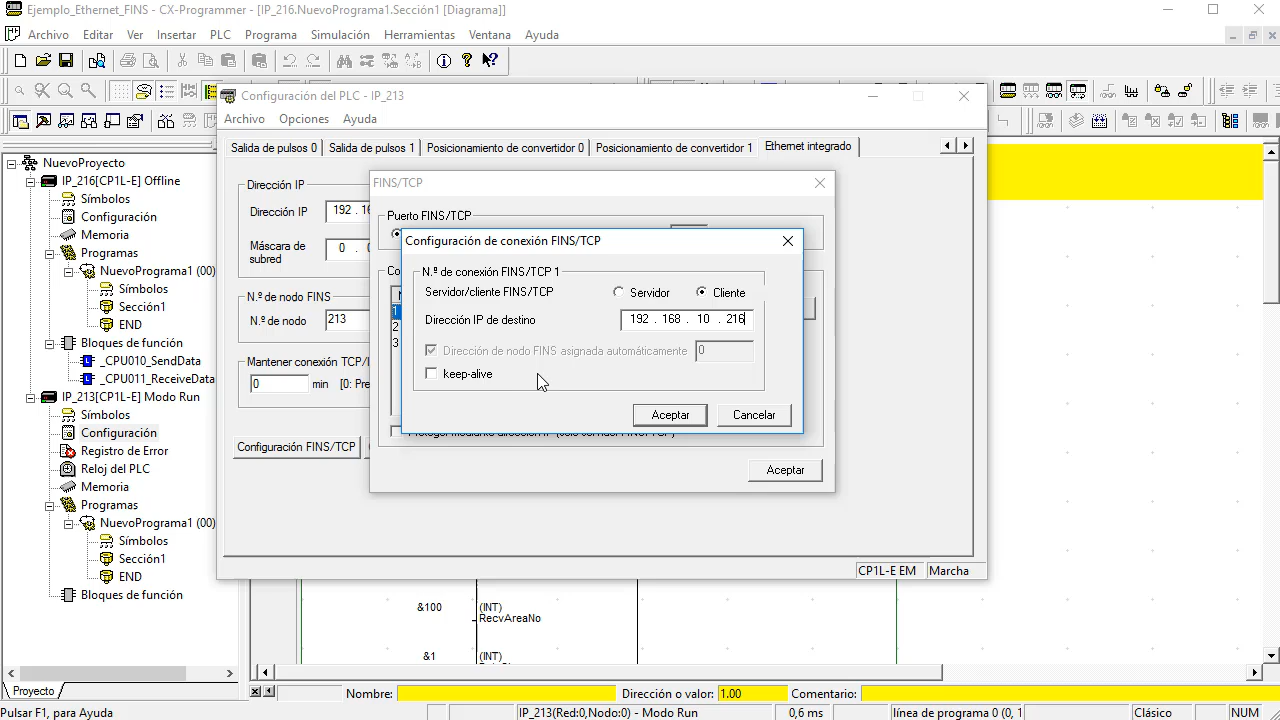 Ejemplo_Ethernet_FINS - CX-Programmer - [IP_216.NuevoPrograma1.Sección1 [Diagrama]]
Archivo Editar Ver Insertar PLC Programa Simulación Herramientas Ventana Ayuda
Configuración del PLC - IP_213
Archivo Opciones Ayuda
Salida de pulsos 0 Salida de pulsos 1 Posicionamiento de convertidor 0 Posicionamiento de convertidor 1 Ethernet integrado
NuevoProyecto
IP_216[CP1L-E] Offline
Símbolos
Configuración
Memoria
Programas
NuevoPrograma1 (00)
Símbolos
Sección1
END
Bloques de función
_CPU010_SendData
_CPU011_ReceiveData
IP_213[CP1L-E] Modo Run
Símbolos
Configuración
Registro de Error
Reloj del PLC
Memoria
Programas
NuevoPrograma1 (00)
Símbolos
Sección1
END
Bloques de función
Proyecto
Dirección IP
Dirección IP 192 .
Máscara de subred 0 .
N.º de nodo FINS
N.º de nodo 213
Mantener conexión TCP/
0 min [0: Pre
Configuración FINS/TCP
FINS/TCP
Puerto FINS/TCP
Co
1
2
3
Configuración de conexión FINS/TCP
N.º de conexión FINS/TCP 1
Servidor/cliente FINS/TCP Servidor Cliente
Dirección IP de destino 192 . 168 . 10 . 216
Dirección de nodo FINS asignada automáticamente 0
keep-alive
Aceptar Cancelar
Aceptar
CP1L-E EM Marcha
&100 (INT)
RecvAreaNo
&1 (INT)
Nombre: Dirección o valor: 1.00 Comentario:
Pulsar F1, para Ayuda IP_213(Red:0,Nodo:0) - Modo Run 0,6 ms línea de programa 0 (0, 1 Clásico NUM